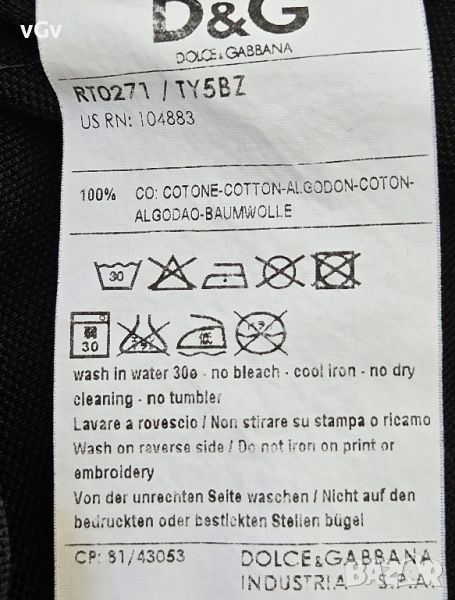 vGv
D&G
DOLCE & GABBANA
RT0271 / TY5BZ
US RN: 104883
100% CO: COTONE-COTTON-ALGODON-COTON-
ALGODAO-BAUMWOLLE
30
30 低
wash in water 30o - no bleach - cool iron - no dry
cleaning - no tumbler
Lavare a rovescio / Non stirare su stampa o ricamo
Wash on reverse side / Do not iron on print or
embroidery
Von der unrechten Seite waschen / Nicht auf den
bedruckten oder bestickten Stellen bügel
CP: 81/43053 DOLCE & GABBANA
INDUSTRIA S.P.A.
BAZAR